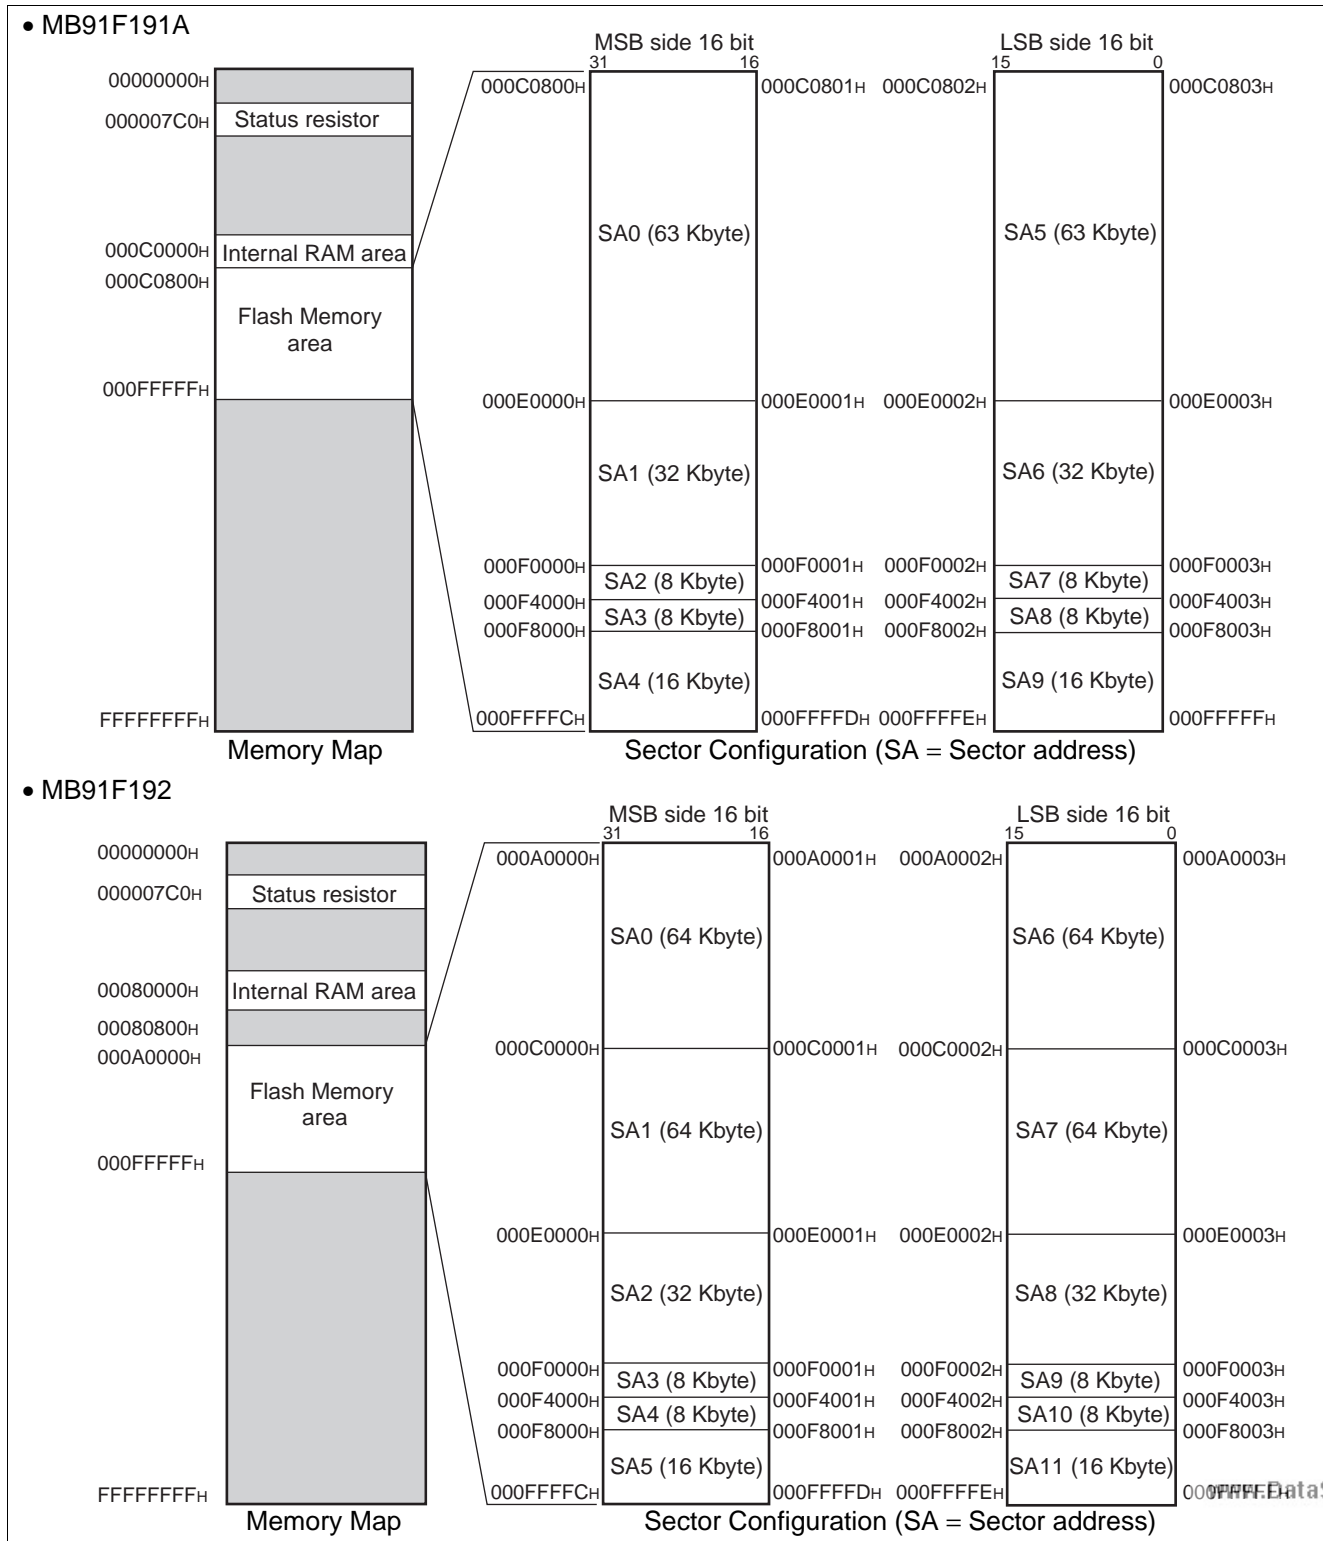 • MB91F191A
MSB side 16 bit
LSB side 16 bit
31 16
15 0
00000000H
000C0800H
000C0801H
000C0802H
000C0803H
000007C0H
Status resistor
SA0 (63 Kbyte)
SA5 (63 Kbyte)
000C0000H
Internal RAM area
000C0800H
Flash Memory
area
000FFFFFH
000E0000H
000E0001H
000E0002H
000E0003H
SA1 (32 Kbyte)
SA6 (32 Kbyte)
000F0000H
000F0001H
000F0002H
000F0003H
SA2 (8 Kbyte)
SA7 (8 Kbyte)
000F4000H
000F4001H
000F4002H
000F4003H
SA3 (8 Kbyte)
SA8 (8 Kbyte)
000F8000H
000F8001H
000F8002H
000F8003H
SA4 (16 Kbyte)
SA9 (16 Kbyte)
FFFFFFFFH
000FFFFCH
000FFFFDH
000FFFFEH
000FFFFFH
Memory Map
Sector Configuration (SA = Sector address)
• MB91F192
MSB side 16 bit
LSB side 16 bit
31 16
15 0
00000000H
000A0000H
000A0001H
000A0002H
000A0003H
000007C0H
Status resistor
SA0 (64 Kbyte)
SA6 (64 Kbyte)
00080000H
Internal RAM area
00080800H
000A0000H
000C0000H
000C0001H
000C0002H
000C0003H
Flash Memory
area
SA1 (64 Kbyte)
SA7 (64 Kbyte)
000FFFFFH
000E0000H
000E0001H
000E0002H
000E0003H
SA2 (32 Kbyte)
SA8 (32 Kbyte)
000F0000H
000F0001H
000F0002H
000F0003H
SA3 (8 Kbyte)
SA9 (8 Kbyte)
000F4000H
000F4001H
000F4002H
000F4003H
SA4 (8 Kbyte)
SA10 (8 Kbyte)
000F8000H
000F8001H
000F8002H
000F8003H
SA5 (16 Kbyte)
SA11 (16 Kbyte)
FFFFFFFFH
000FFFFCH
000FFFFDH
000FFFFEH
Memory Map
Sector Configuration (SA = Sector address)